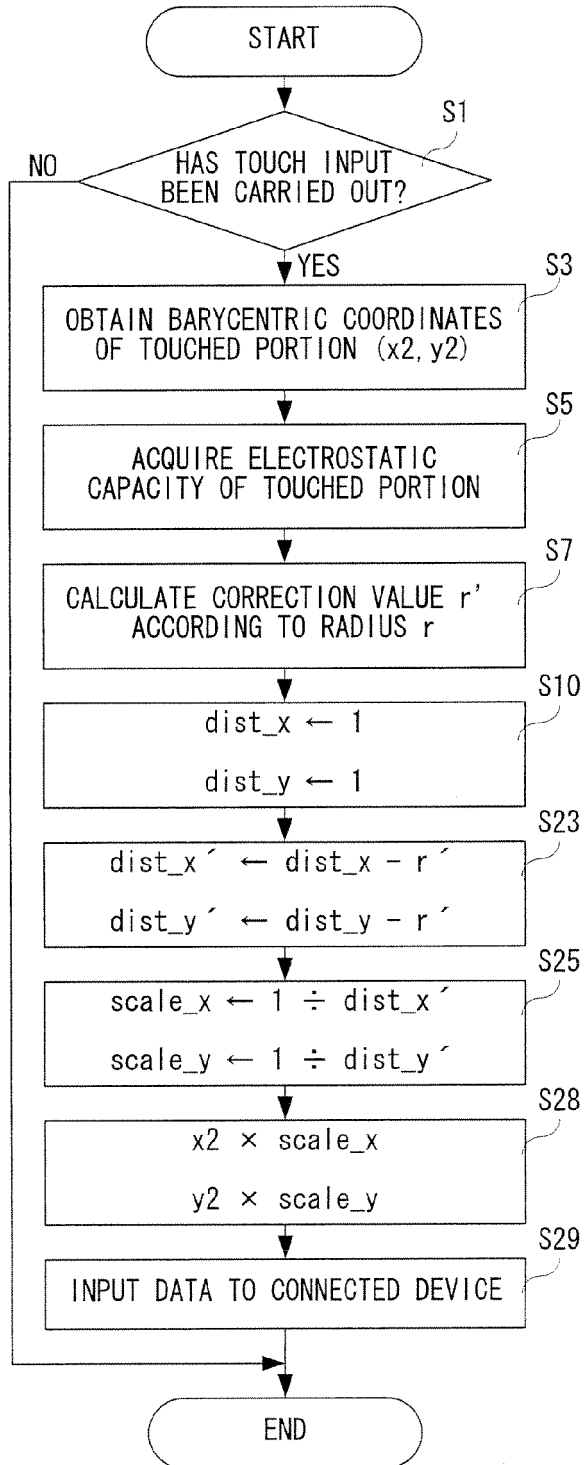 START
S1
NO
HAS TOUCH INPUT
BEEN CARRIED OUT?
YES
S3
OBTAIN BARYCENTRIC COORDINATES
OF TOUCHED PORTION (x2, y2)
S5
ACQUIRE ELECTROSTATIC
CAPACITY OF TOUCHED PORTION
S7
CALCULATE CORRECTION VALUE r'
ACCORDING TO RADIUS r
S10
dist_x ← 1
dist_y ← 1
S23
dist_x´ ← dist_x - r´
dist_y´ ← dist_y - r´
S25
scale_x ← 1 ÷ dist_x´
scale_y ← 1 ÷ dist_y´
S28
x2 × scale_x
y2 × scale_y
S29
INPUT DATA TO CONNECTED DEVICE
END